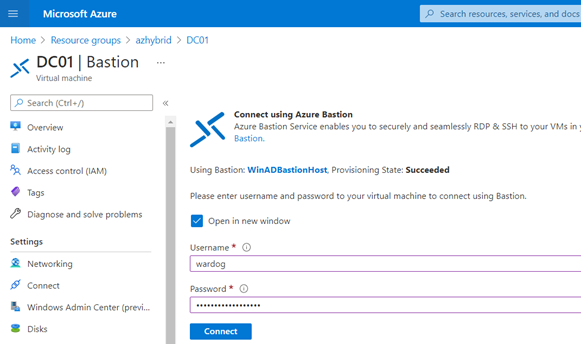 Microsoft Azure
Search resources, services, and docs
Home > Resource groups > azhybrid > DC01
DC01 | Bastion ...
Virtual machine
Search (Ctrl+/)
«
Overview
Activity log
Access control (IAM)
Tags
Diagnose and solve problems
Settings
Networking
Connect
Windows Admin Center (previ...
Disks
Connect using Azure Bastion
Azure Bastion Service enables you to securely and seamlessly RDP & SSH to your VMs in y
Bastion.
Using Bastion: WinADBastionHost, Provisioning State: Succeeded
Please enter username and password to your virtual machine to connect using Bastion.
Open in new window
Username *
wardog
Password *
••••••••••••••••••
Connect